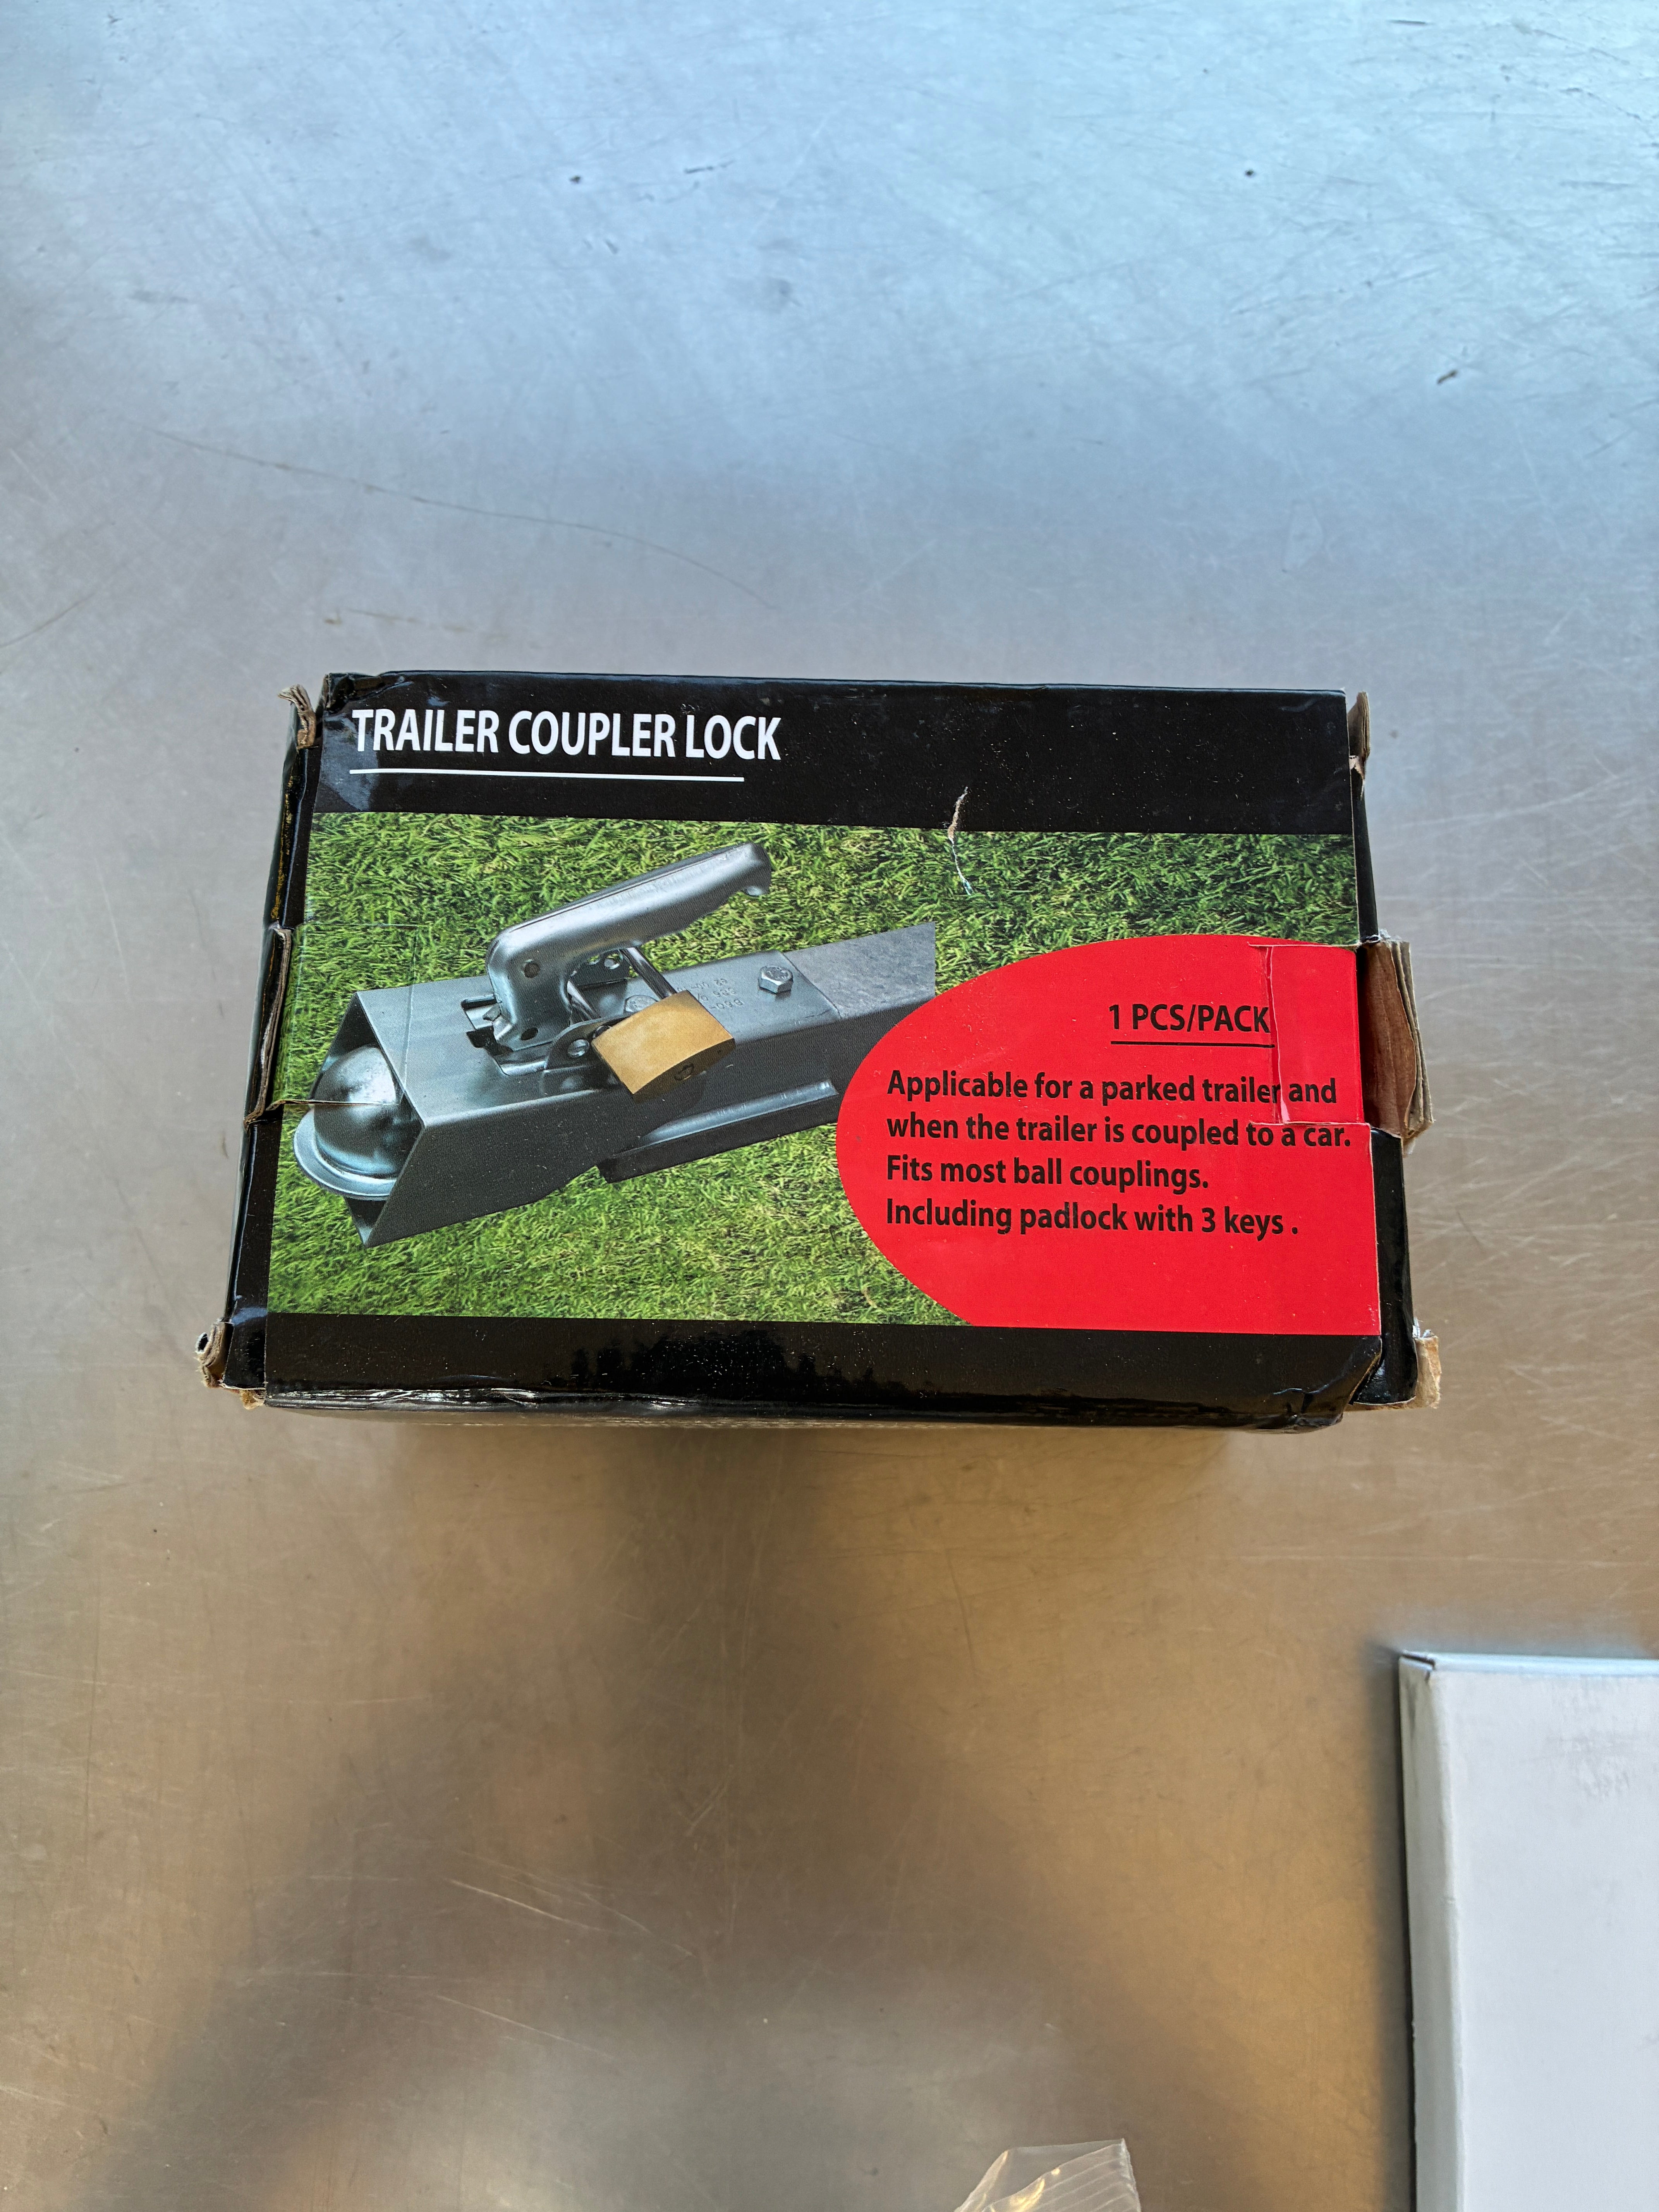 TRAILER COUPLER LOCK
1 PCS/PACK
Applicable for a parked trailer and
when the trailer is coupled to a car.
Fits most ball couplings.
Including padlock with 3 keys .